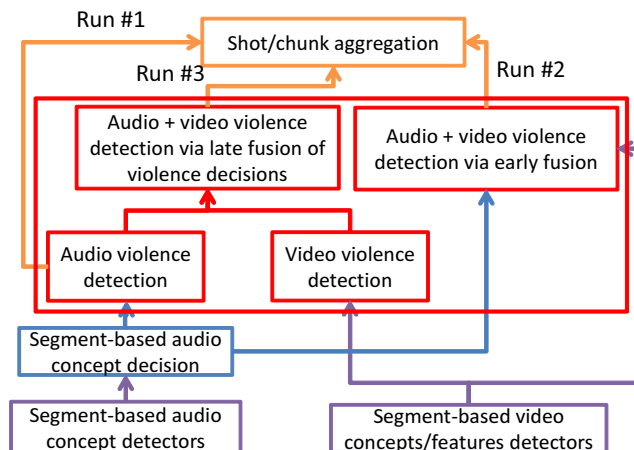 Run #1
Shot/chunk aggregation
Run #3
Run #2
Audio + video violence
detection via late fusion of
violence decisions
Audio + video violence
detection via early fusion
Audio violence
detection
Video violence
detection
Segment-based audio
concept decision
Segment-based audio
concept detectors
Segment-based video
concepts/features detectors